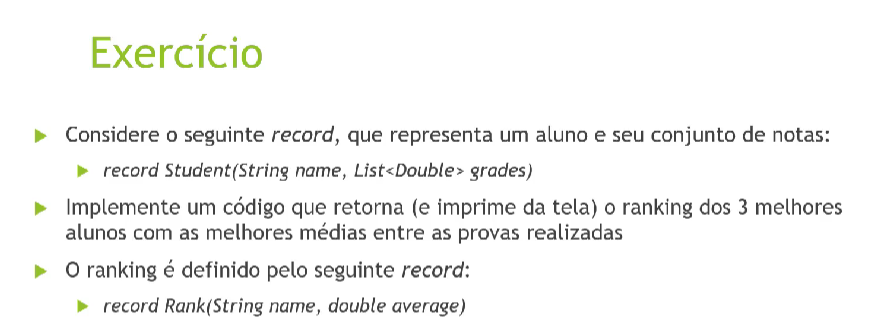 Exercício
Considere o seguinte record, que representa um aluno e seu conjunto de notas:
record Student(String name, List<Double> grades)
Implemente um código que retorna (e imprime da tela) o ranking dos 3 melhores
alunos com as melhores médias entre as provas realizadas
O ranking é definido pelo seguinte record:
record Rank(String name, double average)